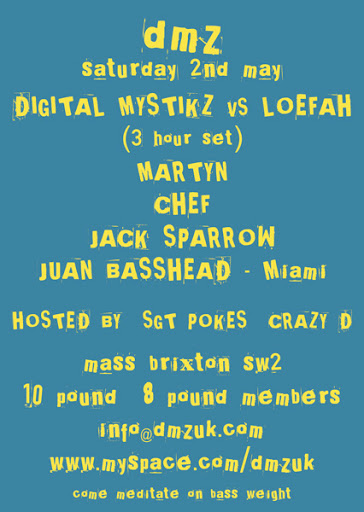 dmz
saturday 2nd may
DIGITAL MYSTIKZ VS LOEFAH
(3 hour set)
MARTYN
CHEF
JACK SPARROW
JUAN BASSHEAD - Miami
HOSTED BY SGT POKES CRAZY D
mass brixton sw2
10 pound 8 pound members
info@dmzuk.com
www.myspace.com/dmzuk
come meditate on bass weight